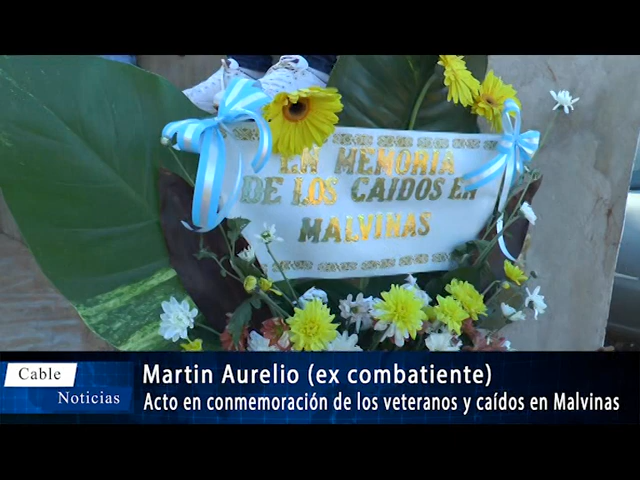 EN MEMORIA
DE LOS CAIDOS EN
MALVINAS
Cable
Noticias
Martin Aurelio (ex combatiente)
Acto en conmemoración de los veteranos y caídos en Malvinas